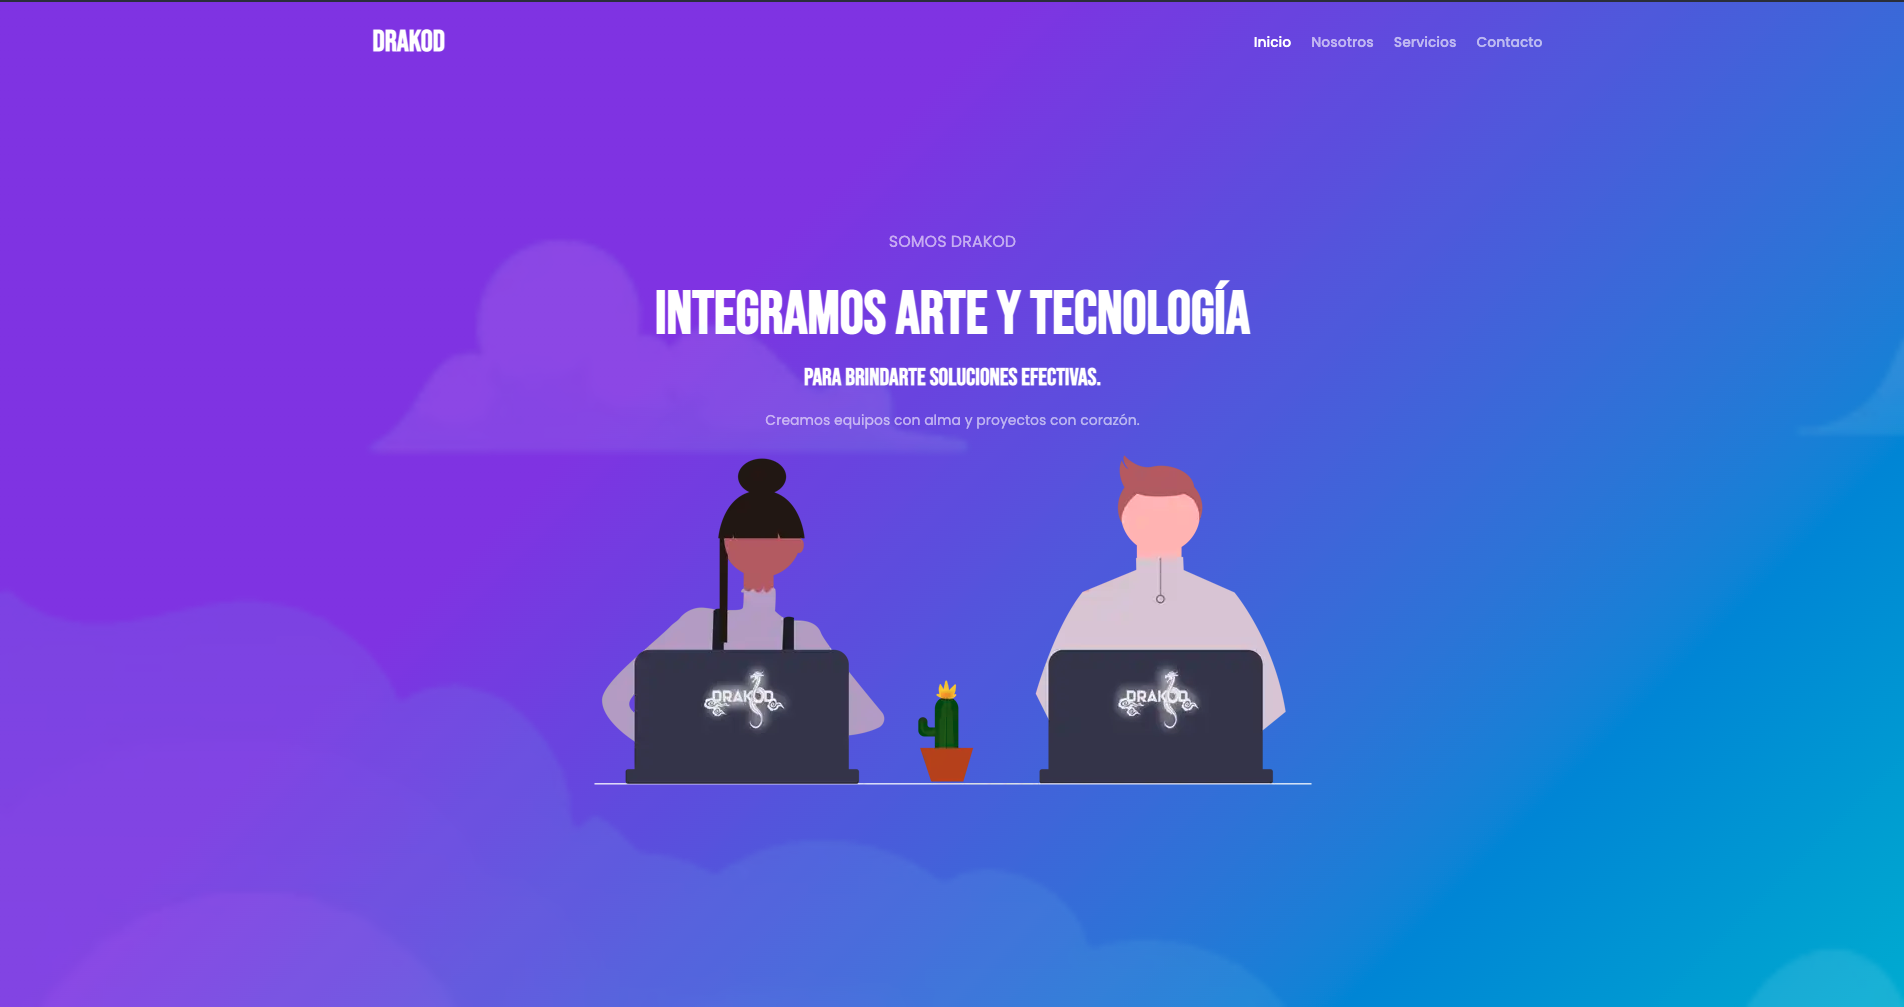 DRAKOD
Inicio Nosotros Servicios Contacto
SOMOS DRAKOD
INTEGRAMOS ARTE Y TECNOLOGÍA
PARA BRINDARTE SOLUCIONES EFECTIVAS.
Creamos equipos con alma y proyectos con corazón.
DRAKOD
DRAKOD